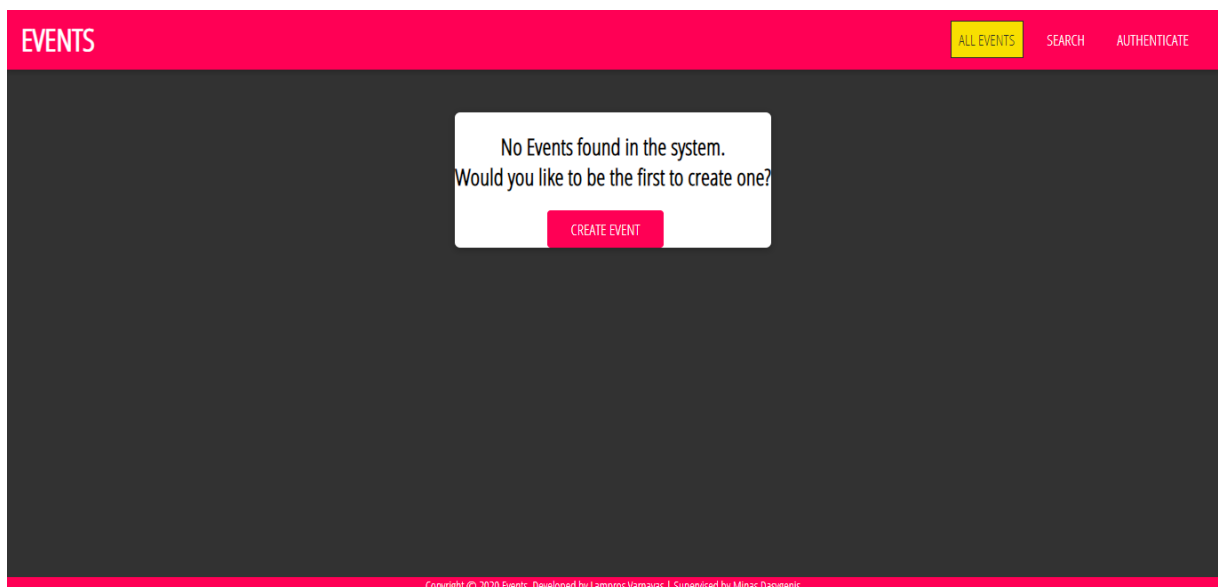 EVENTS
ALL EVENTS
SEARCH
AUTHENTICATE
No Events found in the system.
Would you like to be the first to create one?
CREATE EVENT
Copyright © 2020 Events. Developed by Lampros Varnavas | Supervised by Minas Dasygenis